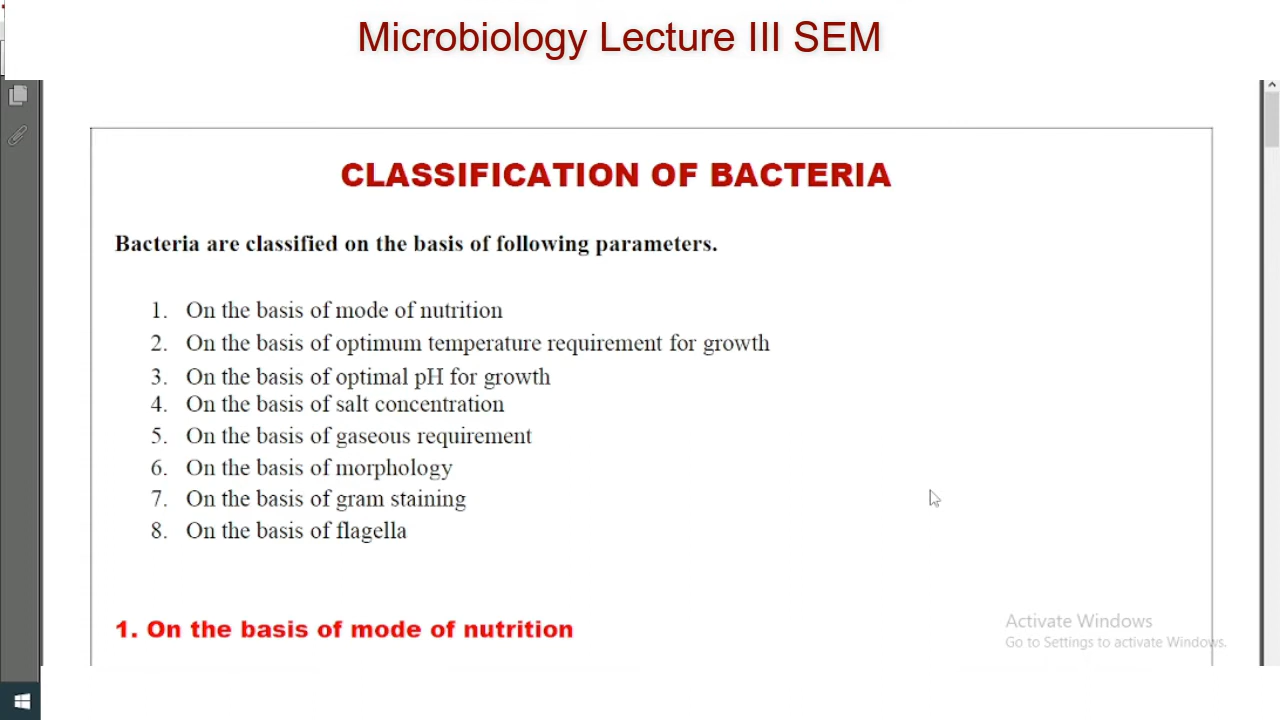 Microbiology Lecture III SEM
CLASSIFICATION OF BACTERIA
Bacteria are classified on the basis of following parameters.
1. On the basis of mode of nutrition
2. On the basis of optimum temperature requirement for growth
3. On the basis of optimal pH for growth
4. On the basis of salt concentration
5. On the basis of gaseous requirement
6. On the basis of morphology
7. On the basis of gram staining
8. On the basis of flagella
1. On the basis of mode of nutrition
Activate Windows
Go to Settings to activate Windows.